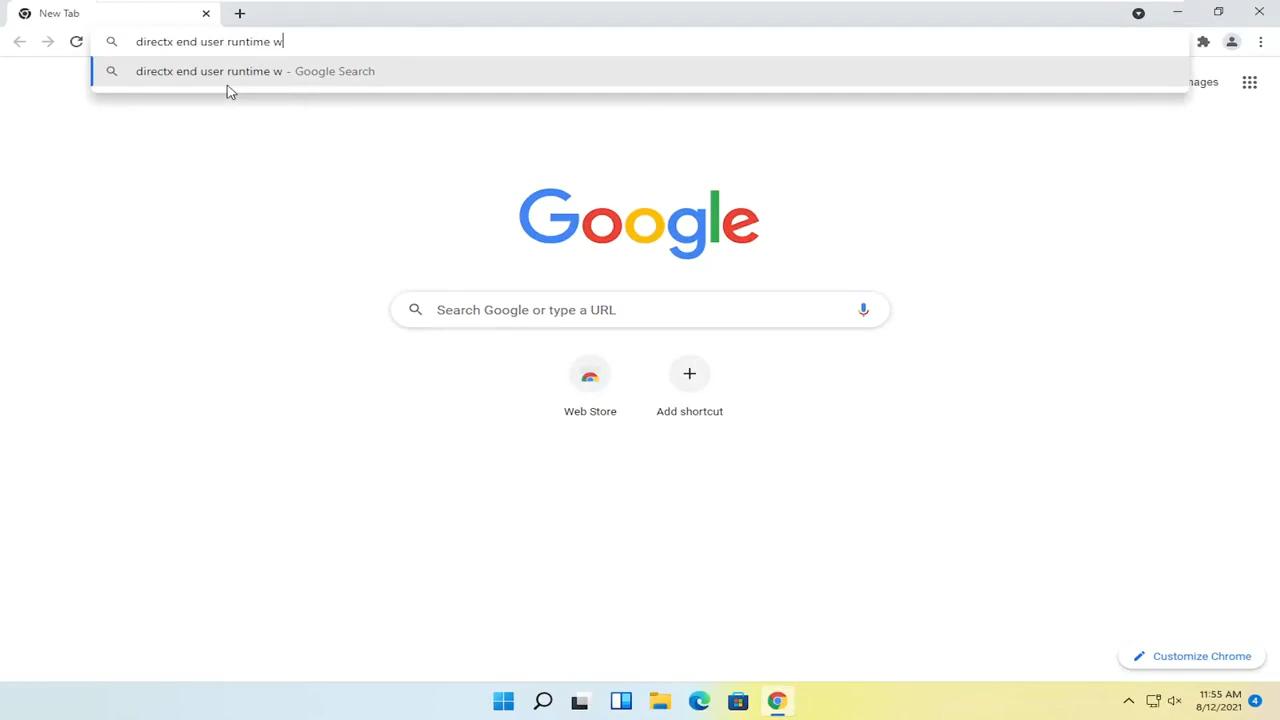 New Tab
directx end user runtime w
directx end user runtime w - Google Search
mages
Google
Search Google or type a URL
Web Store
Add shortcut
Customize Chrome
11:55 AM
8/12/2021
4